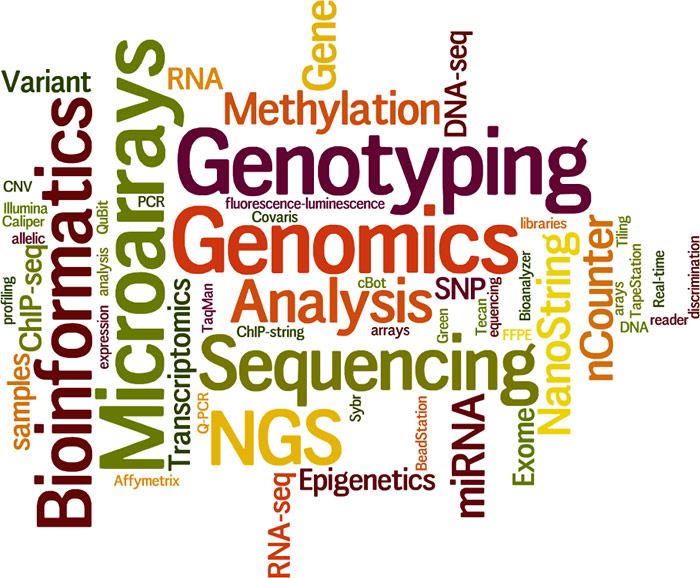 Gene
DNA-seq
Variant
RNA
Methylation
Microarrays
Bioinformatics
Genotyping
CNV
PCR
fluorescence-luminescence
Illumina
QuBit
Covaris
Caliper
libraries
allelic
Genomics
nCounter
Tiling
ChIP-seq
analysis
NanoString
Bioanalyzer
TapeStation
Real-time
discrimination
profiling
Transcriptomics
TaqMan
Analysis
cBot
SNP
equencing
Tecan
arrays
expression
ChIP-string
arrays
Green
FFPE
DNA
reader
samples
Sequencing
Q-PCR
NGS
Sybr
BeadStation
miRNA
Exome
Affymetrix
RNA-seq
Epigenetics